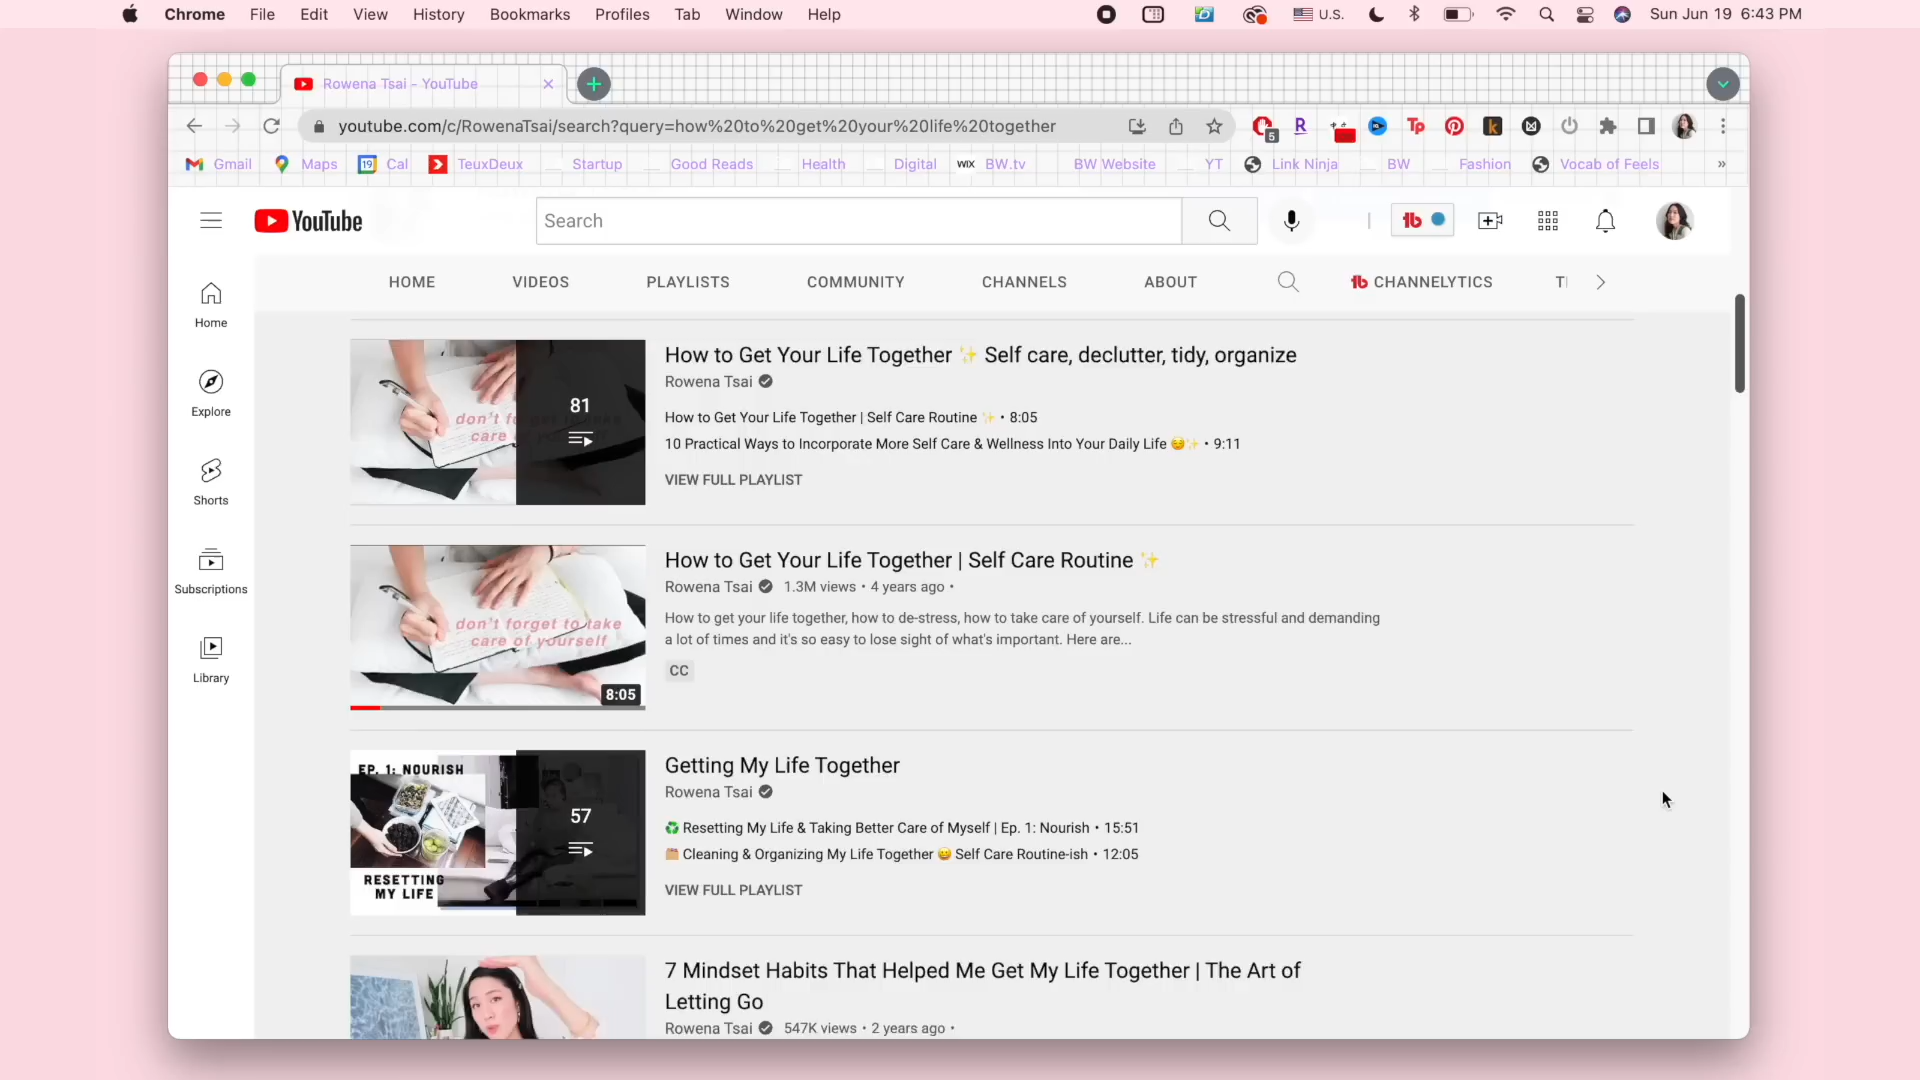 Chrome File Edit View History Bookmarks Profiles Tab Window Help U.S. Sun Jun 19 6:43 PM
Rowena Tsai - YouTube
youtube.com/c/RowenaTsai/search?query=how%20to%20get%20your%20life%20together 5 R Tp k
Gmail Maps 19 Cal TeuxDeux Startup Good Reads Health Digital WIX BW.tv BW Website YT Link Ninja BW Fashion Vocab of Feels »
YouTube Search
HOME VIDEOS PLAYLISTS COMMUNITY CHANNELS ABOUT CHANNELYTICS
Home
Explore
Shorts
Subscriptions
Library
81
How to Get Your Life Together ✨ Self care, declutter, tidy, organize
Rowena Tsai
How to Get Your Life Together | Self Care Routine ✨ • 8:05
10 Practical Ways to Incorporate More Self Care & Wellness Into Your Daily Life 😌✨ • 9:11
VIEW FULL PLAYLIST
don't forget to take
care of yourself
8:05
How to Get Your Life Together | Self Care Routine ✨
Rowena Tsai 1.3M views • 4 years ago •
How to get your life together, how to de-stress, how to take care of yourself. Life can be stressful and demanding
a lot of times and it's so easy to lose sight of what's important. Here are...
CC
EP. 1: NOURISH
57
RESETTING
MY LIFE
Getting My Life Together
Rowena Tsai
♻️ Resetting My Life & Taking Better Care of Myself | Ep. 1: Nourish • 15:51
Cleaning & Organizing My Life Together 😄 Self Care Routine-ish • 12:05
VIEW FULL PLAYLIST
7 Mindset Habits That Helped Me Get My Life Together | The Art of
Letting Go
Rowena Tsai 547K views • 2 years ago •